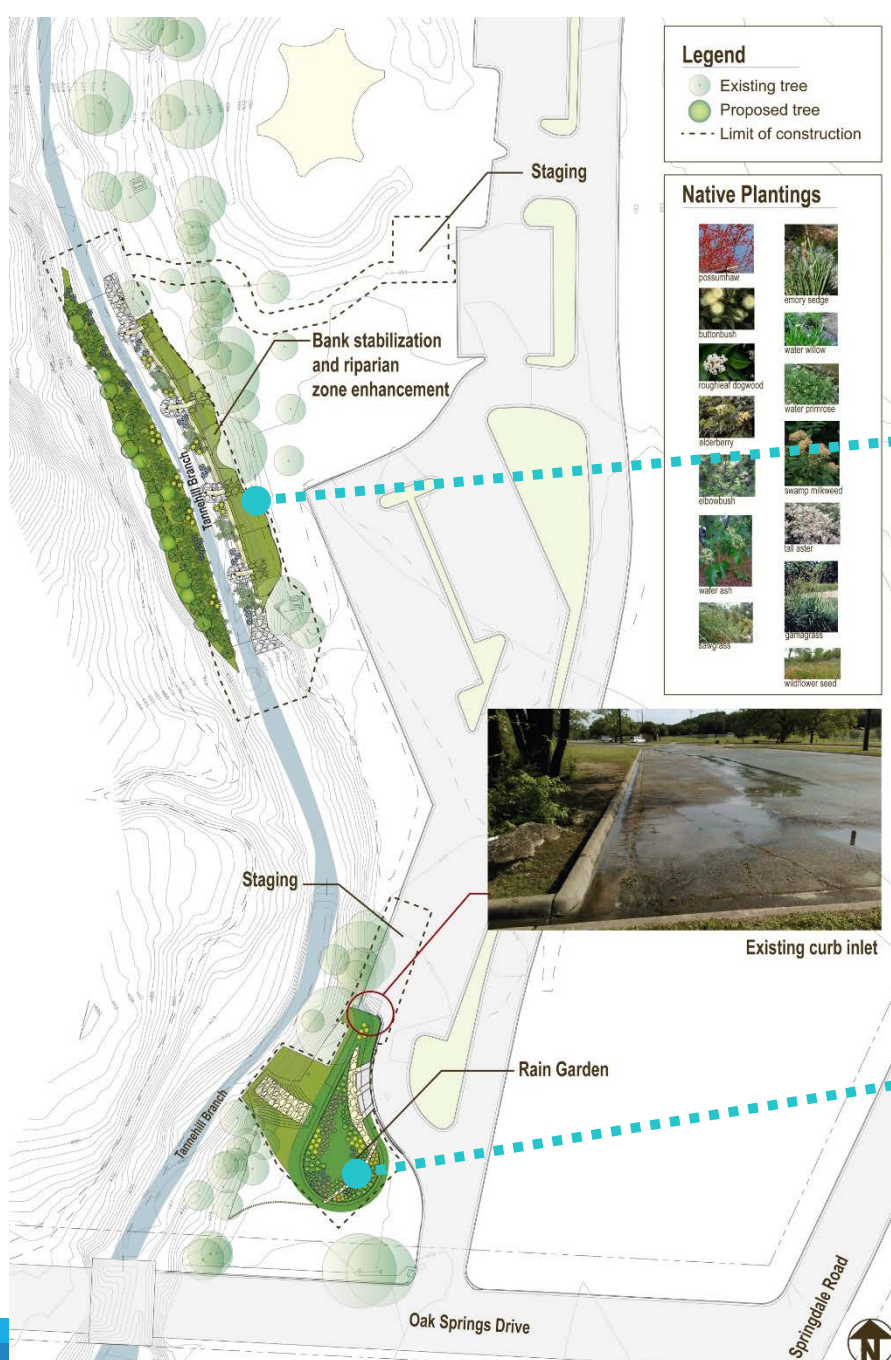 Legend
Existing tree
Proposed tree
Limit of construction
Native Plantings
possumhaw
emory sedge
buttonbush
water willow
roughleaf dogwood
water primrose
elderberry
swamp milkweed
elbowbush
tall aster
water ash
gamagrass
sawgrass
wildflower seed
Staging
Bank stabilization
and riparian
zone enhancement
Tannehill Branch
Existing curb inlet
Staging
Rain Garden
Tannehill Branch
Oak Springs Drive
Springdale Road
N